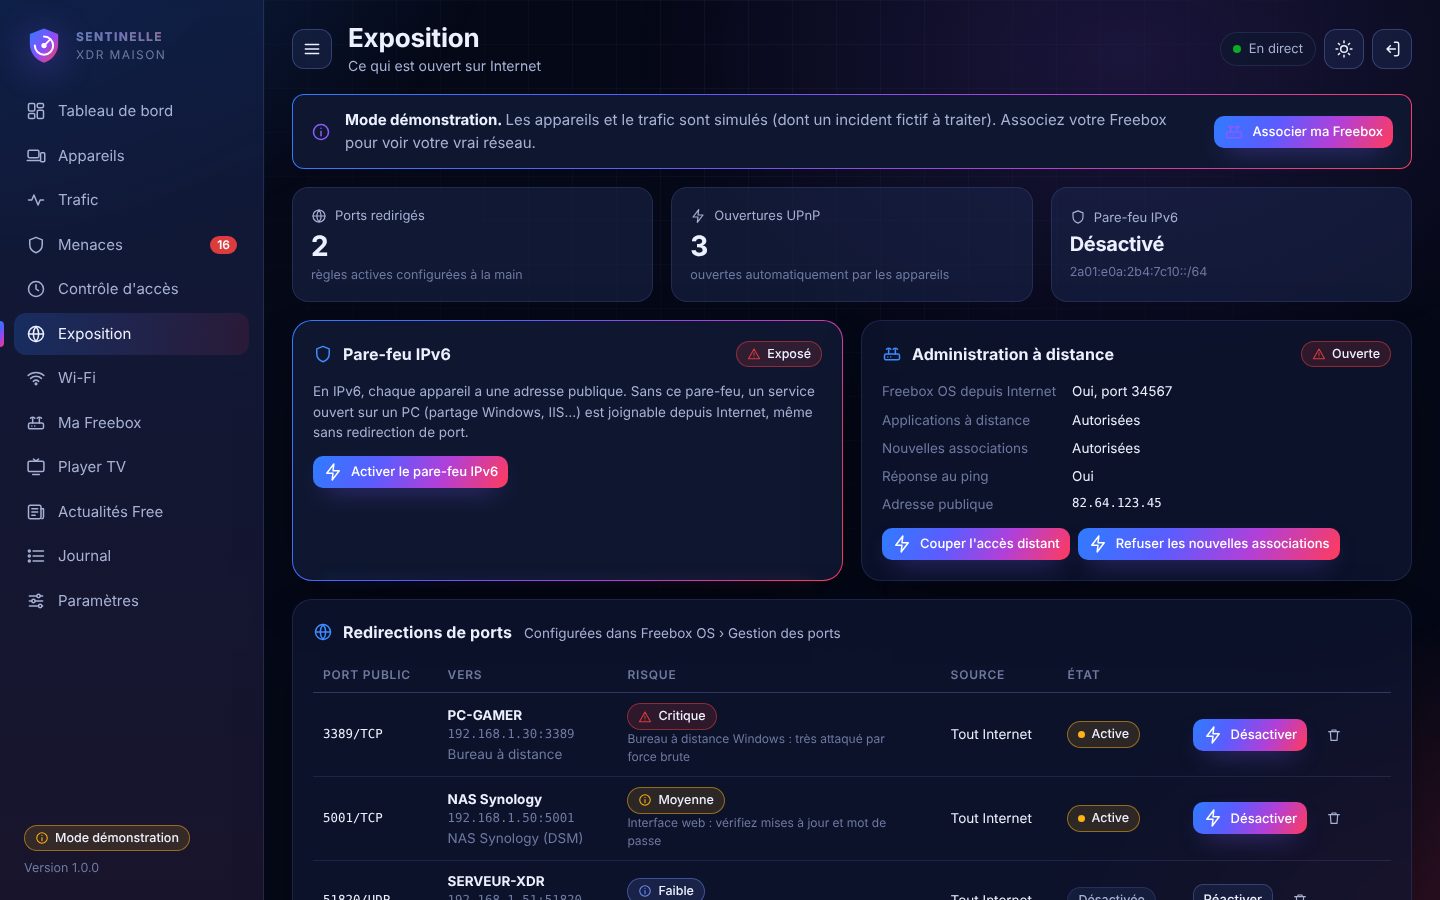 SENTINELLE
XDR MAISON
Tableau de bord
Appareils
Trafic
Menaces 16
Contrôle d'accès
Exposition
Wi-Fi
Ma Freebox
Player TV
Actualités Free
Journal
Paramètres
Mode démonstration
Version 1.0.0
Exposition
Ce qui est ouvert sur Internet
En direct
Mode démonstration. Les appareils et le trafic sont simulés (dont un incident fictif à traiter). Associez votre Freebox
pour voir votre vrai réseau.
Associer ma Freebox
Ports redirigés
2
règles actives configurées à la main
Ouvertures UPnP
3
ouvertes automatiquement par les appareils
Pare-feu IPv6
Désactivé
2a01:e0a:2b4:7c10::/64
Pare-feu IPv6
Exposé
En IPv6, chaque appareil a une adresse publique. Sans ce pare-feu, un service
ouvert sur un PC (partage Windows, IIS…) est joignable depuis Internet, même
sans redirection de port.
Activer le pare-feu IPv6
Administration à distance
Ouverte
Freebox OS depuis Internet Oui, port 34567
Applications à distance Autorisées
Nouvelles associations Autorisées
Réponse au ping Oui
Adresse publique 82.64.123.45
Couper l'accès distant Refuser les nouvelles associations
Redirections de ports Configurées dans Freebox OS › Gestion des ports
PORT PUBLIC VERS RISQUE SOURCE ÉTAT
3389/TCP
PC-GAMER
192.168.1.30:3389
Bureau à distance
Critique
Bureau à distance Windows : très attaqué par
force brute
Tout Internet
Active
Désactiver
5001/TCP
NAS Synology
192.168.1.50:5001
NAS Synology (DSM)
Moyenne
Interface web : vérifiez mises à jour et mot de
passe
Tout Internet
Active
Désactiver
51820/UDP
SERVEUR-XDR
192.168.1.51:51820
Faible
Tout Internet
Désactivée
Réactiver